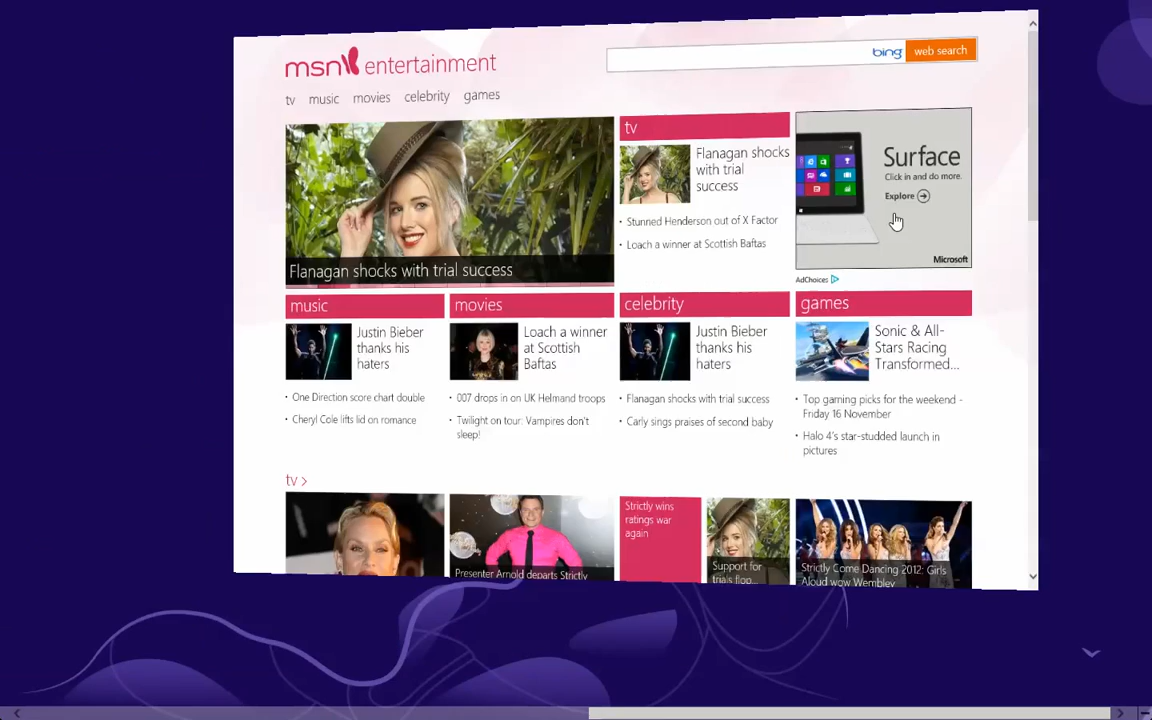 msn entertainment
bing
web search
tv
music
movies
celebrity
games
Flanagan shocks with trial success
tv
Flanagan shocks
with trial
success
Stunned Henderson out of X Factor
Loach a winner at Scottish Baftas
Surface
Click in and do more.
Explore
Microsoft
AdChoices
music
Justin Bieber
thanks his
haters
One Direction score chart double
Cheryl Cole lifts lid on romance
movies
Loach a winner
at Scottish
Baftas
007 drops in on UK Helmand troops
Twilight on tour: Vampires don't
sleep!
celebrity
Justin Bieber
thanks his
haters
Flanagan shocks with trial success
Carly sings praises of second baby
games
Sonic & All-
Stars Racing
Transformed...
Top gaming picks for the weekend -
Friday 16 November
Halo 4's star-studded launch in
pictures
tv >
Presenter Arnold departs Strictly
Strictly wins
ratings war
again
Support for
trials flop...
Strictly Come Dancing 2012: Girls
Aloud wow Wembley